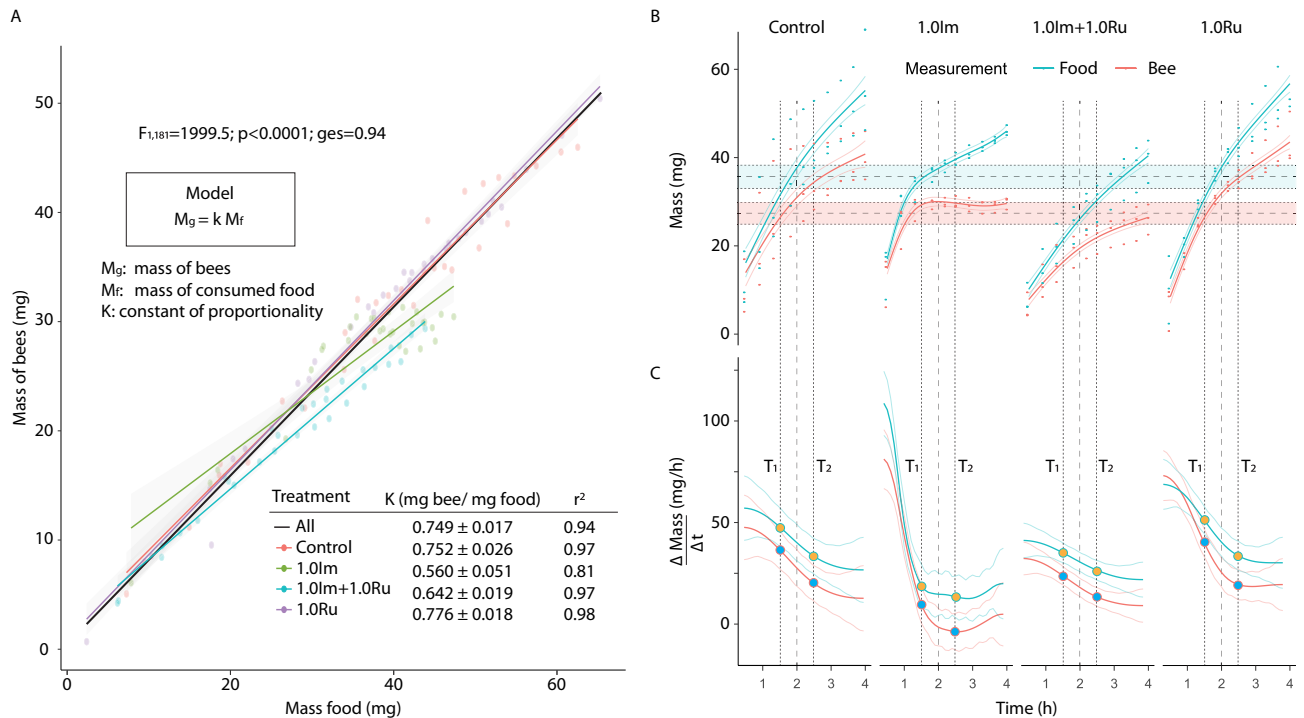 A
Mass of bees (mg)
50
40
30
20
10
0
F1,181=1999.5; p<0.0001; ges=0.94
Model
Mg = k Mf
Mg: mass of bees
Mf: mass of consumed food
K: constant of proportionality
Treatment K (mg bee/ mg food) r²
All 0.749 ± 0.017 0.94
Control 0.752 ± 0.026 0.97
1.0Im 0.560 ± 0.051 0.81
1.0Im+1.0Ru 0.642 ± 0.019 0.97
1.0Ru 0.776 ± 0.018 0.98
0 20 40 60
Mass food (mg)
B
Control 1.0Im 1.0Im+1.0Ru 1.0Ru
Measurement Food Bee
Mass (mg)
60
40
20
0
C
Δ Mass (mg/h)
Δt
100
50
0
T1 T2 T1 T2 T1 T2 T1 T2
1 2 3 4 1 2 3 4 1 2 3 4 1 2 3 4
Time (h)